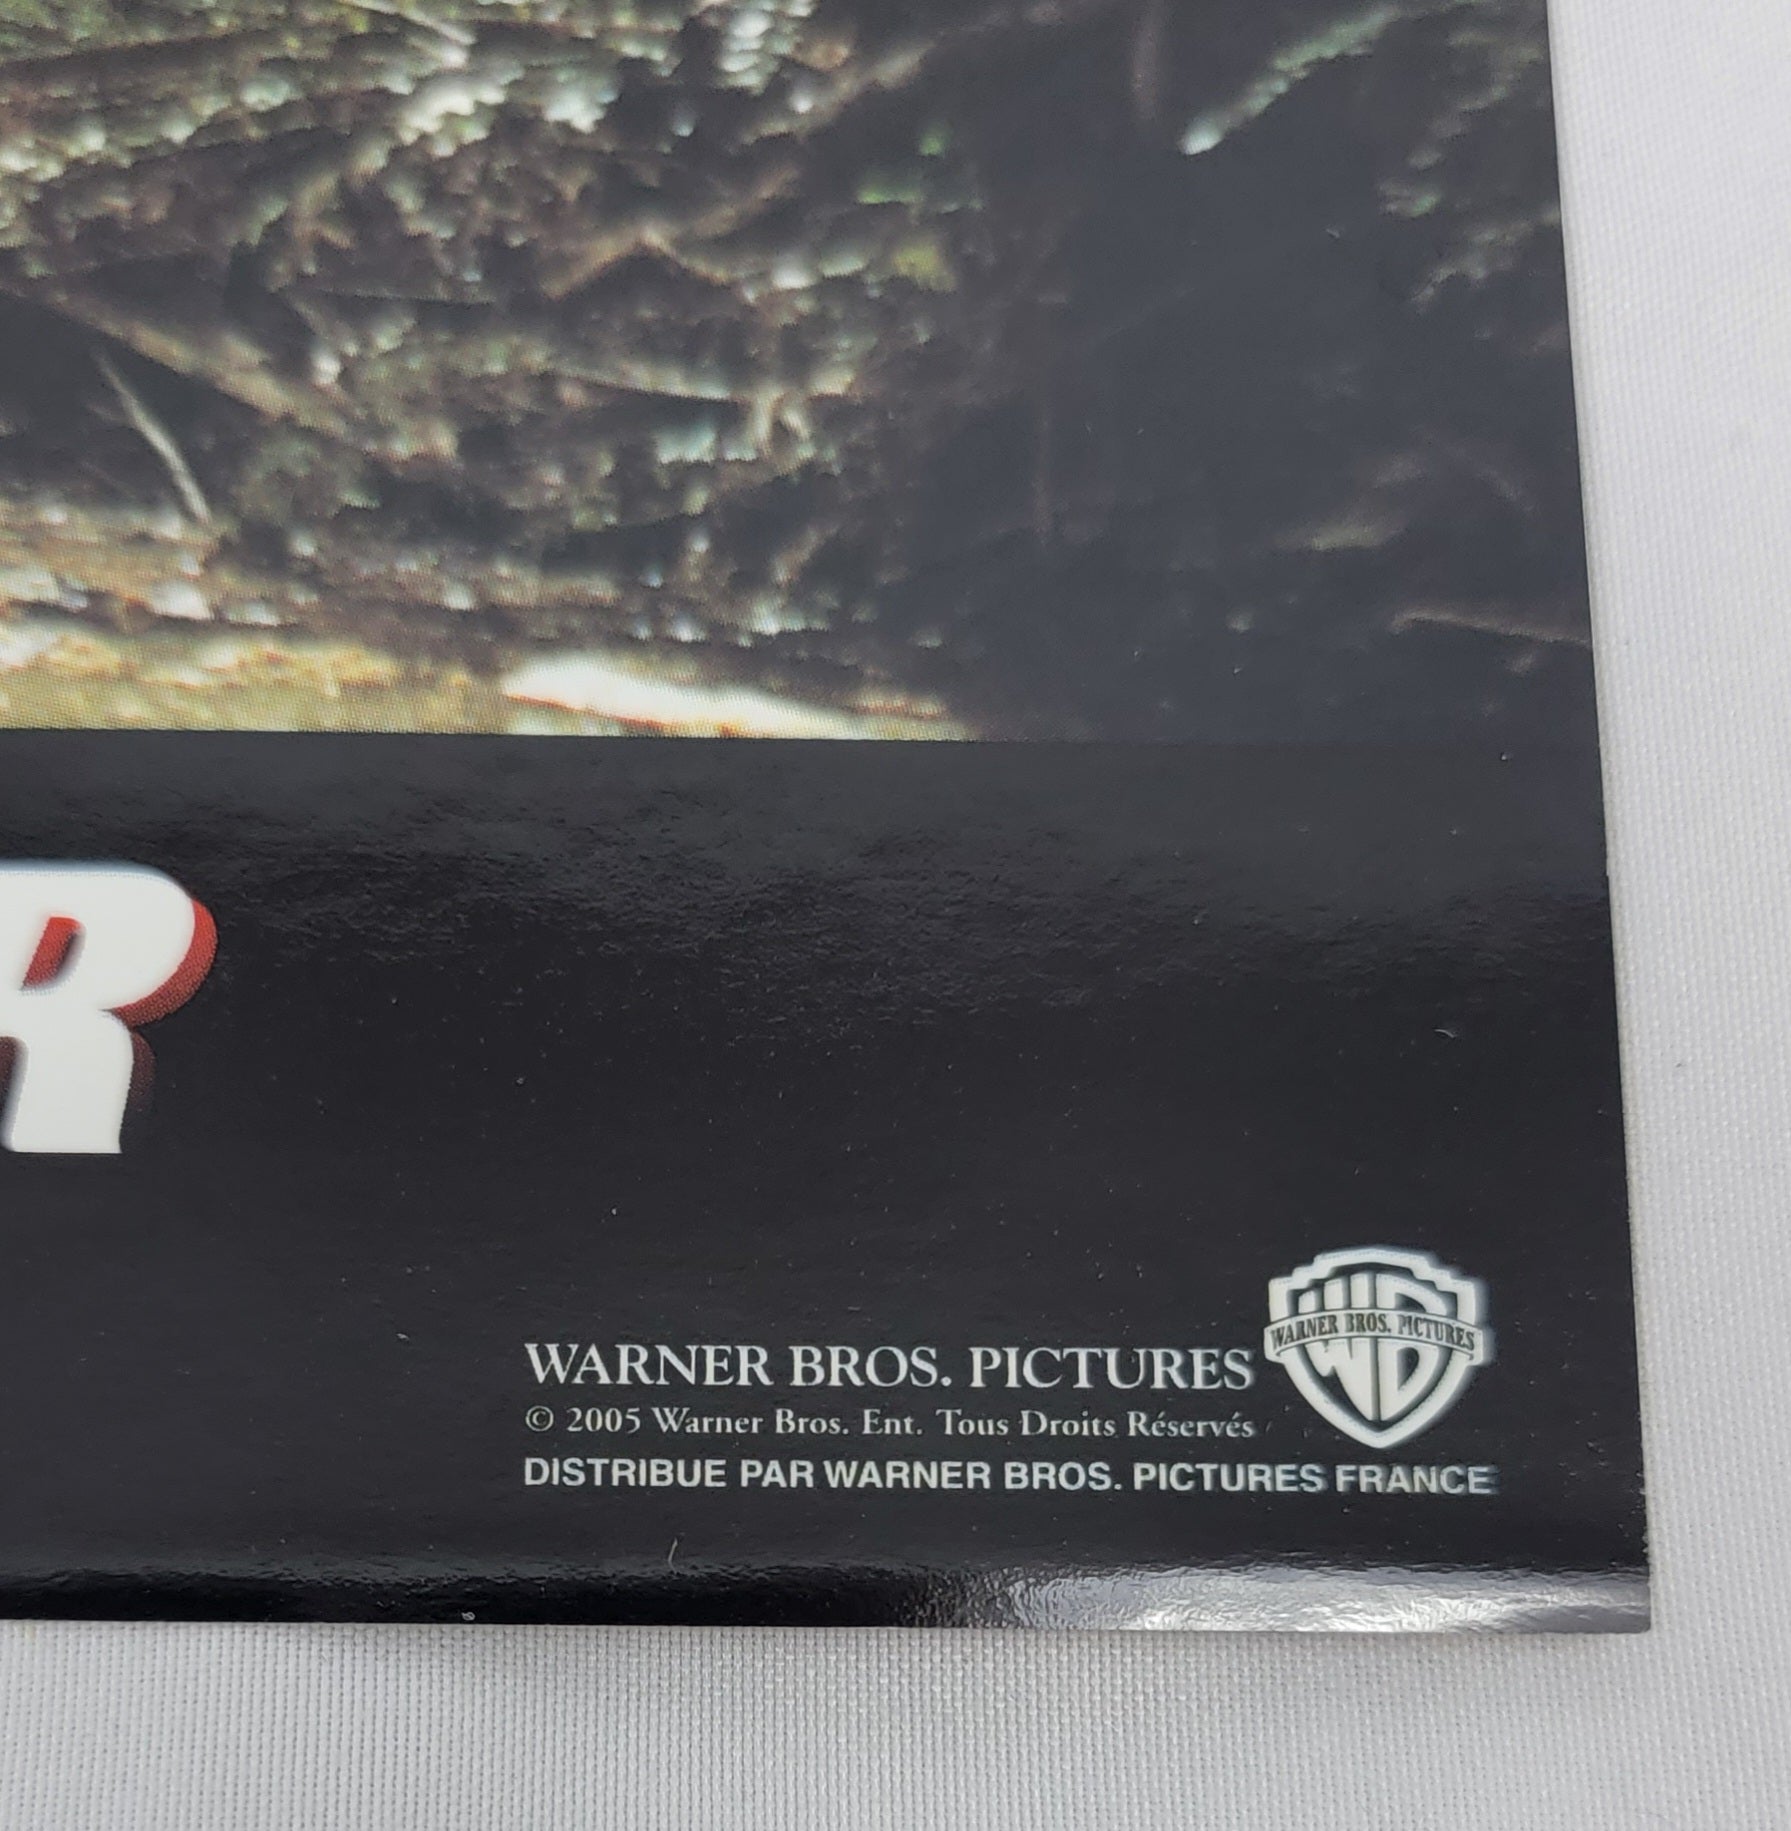 R
WARNER BROS. PICTURES
WARNER BROS. PICTURES
© 2005 Warner Bros. Ent. Tous Droits Réservés
DISTRIBUE PAR WARNER BROS. PICTURES FRANCE